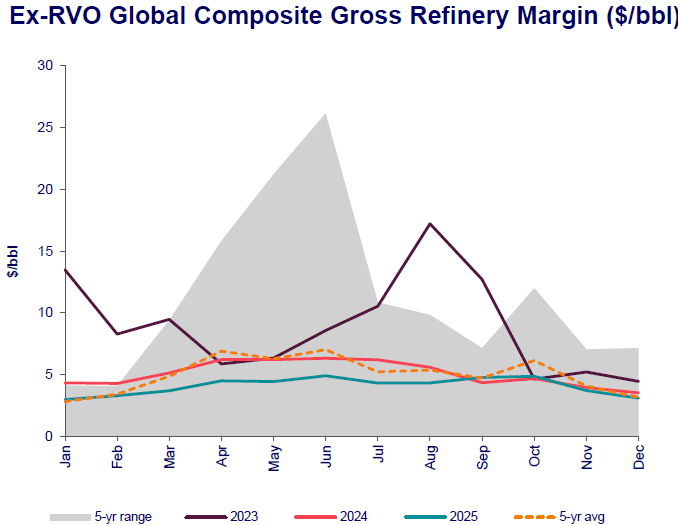 Ex-RVO Global Composite Gross Refinery Margin ($/bbl)
30
25
20
15
10
5
0
$/bbl
Jan
Feb
Mar
Apr
May
Jun
Jul
Aug
Sep
Oct
Nov
Dec
5-yr range 2023 2024 2025 5-yr avg